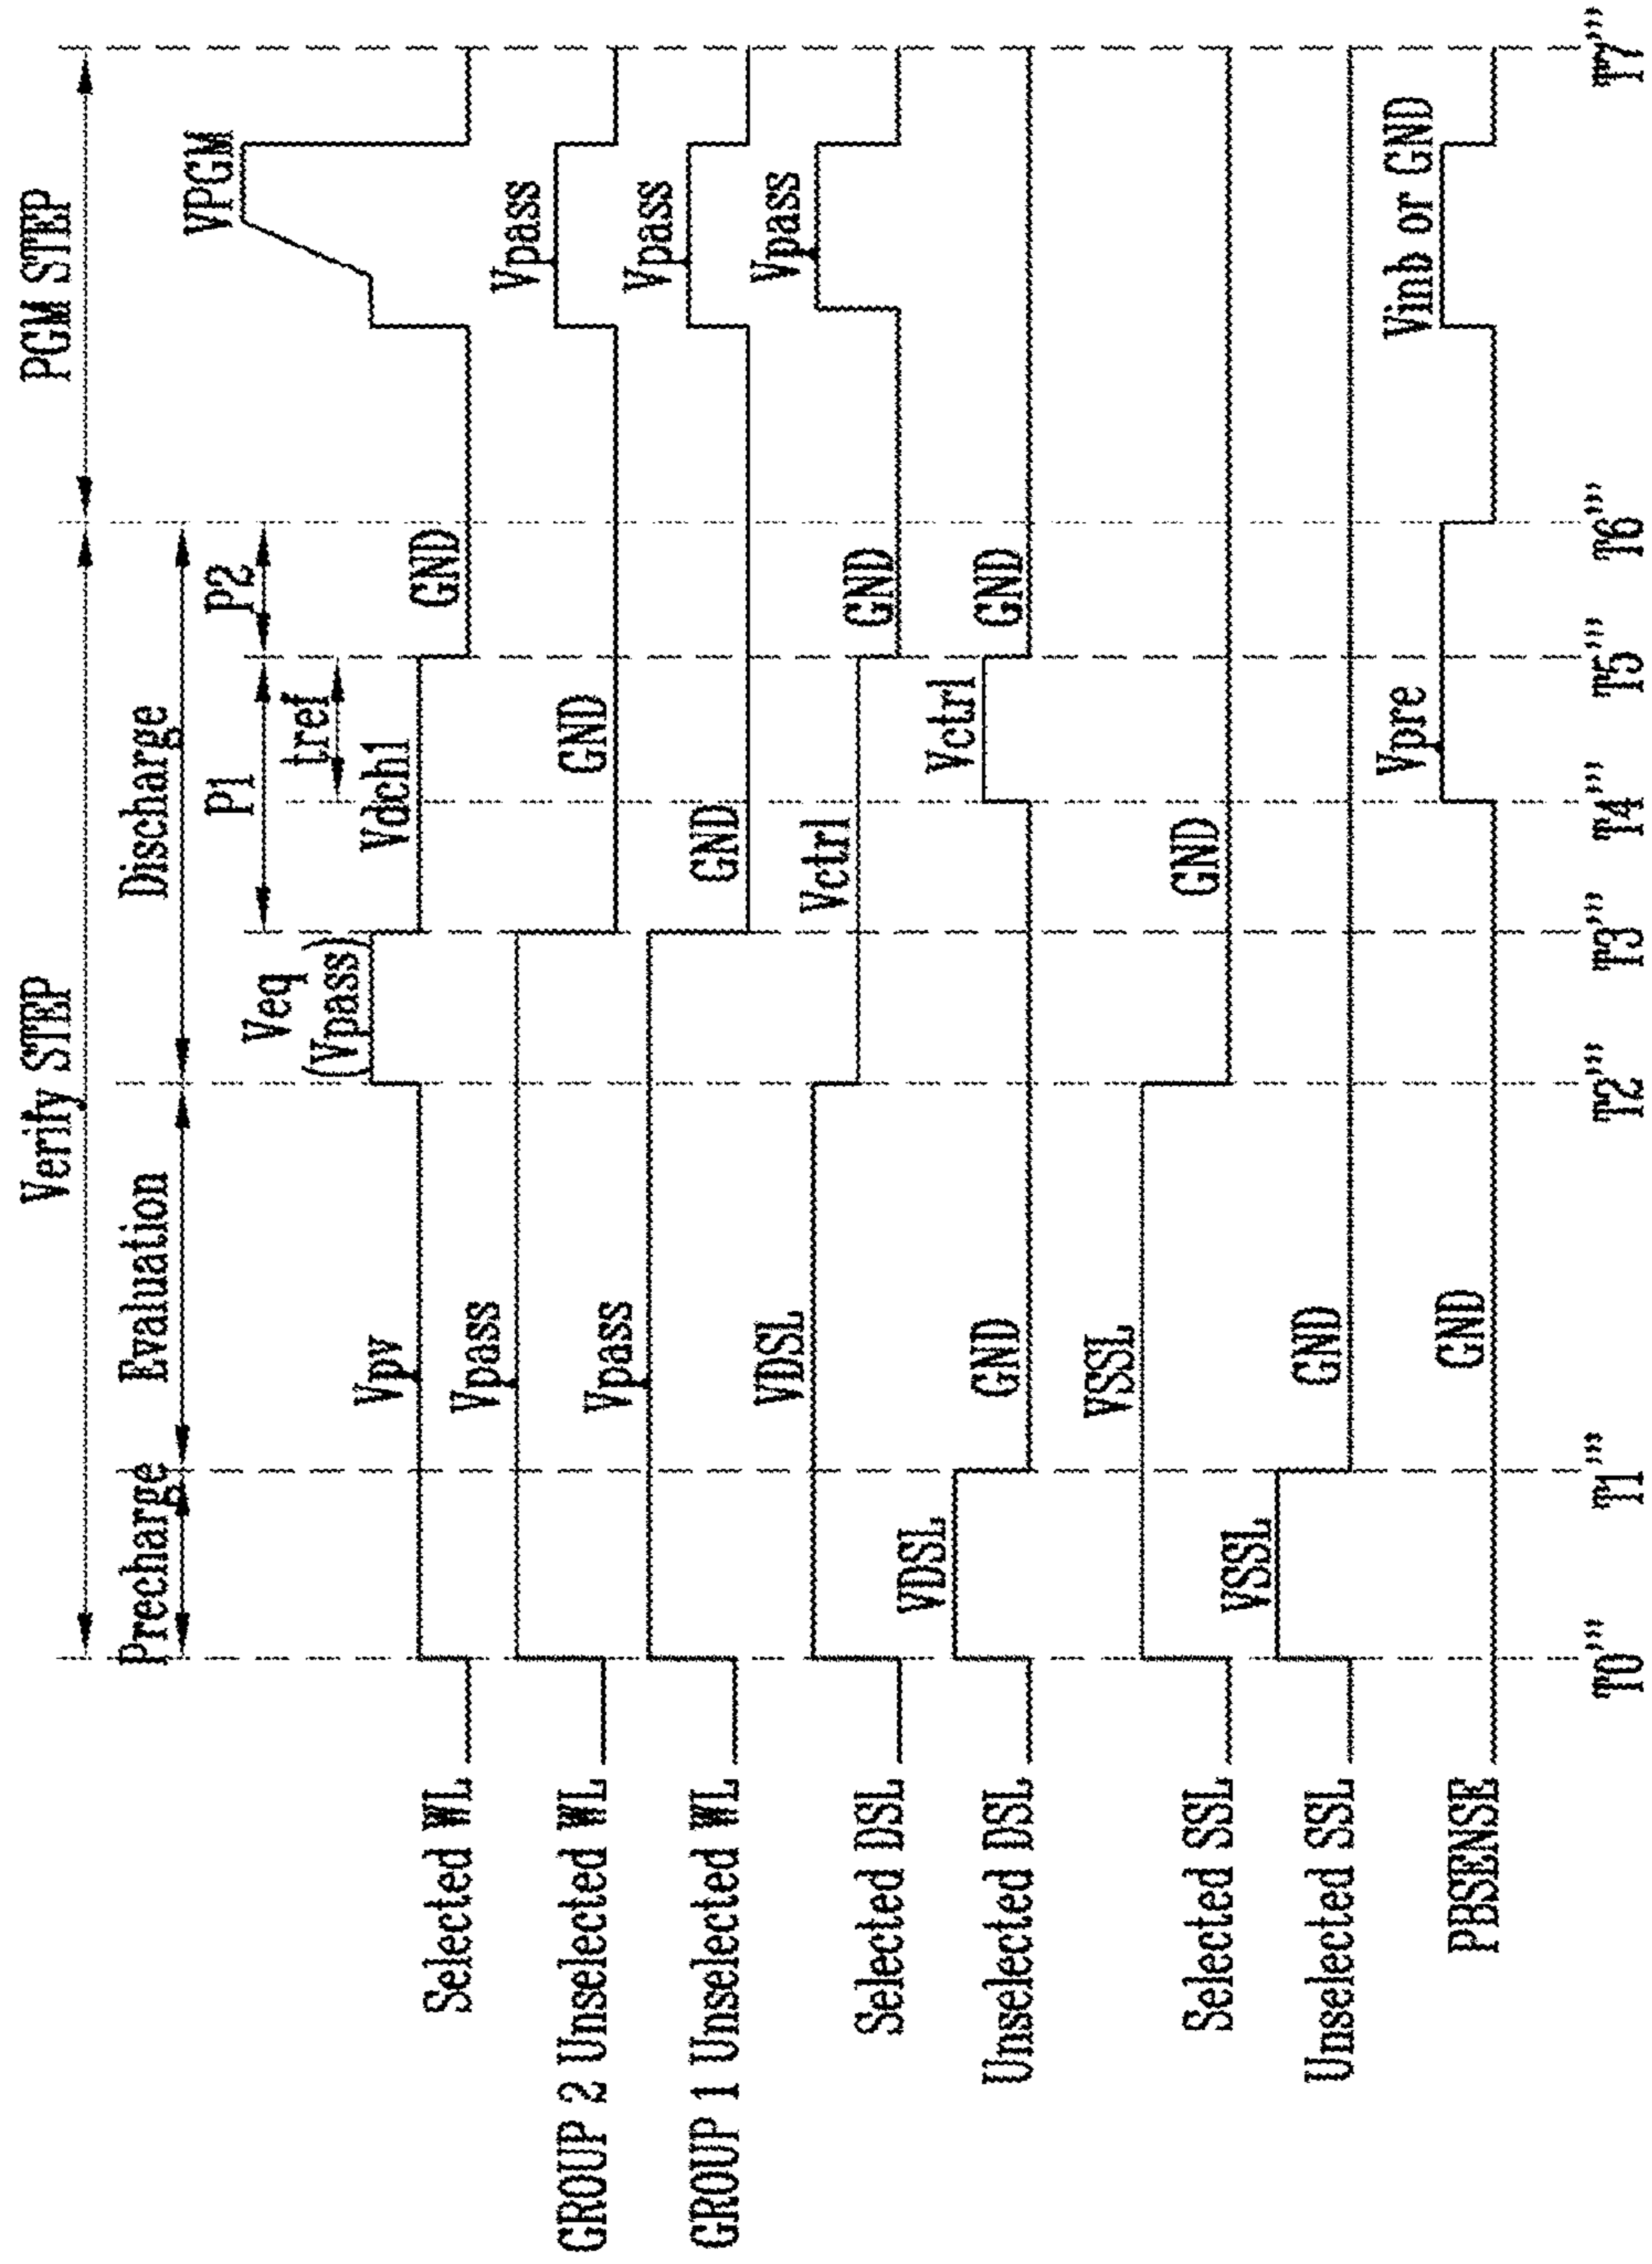 Verify STEP
PGM STEP
Precharge
Evaluation
Discharge
P1
P2
tref
Selected WL
Vpv
Veq
(Vpass)
Vdch1
GND
VPGM
GROUP 2 Unselected WL
Vpass
GND
Vpass
GROUP 1 Unselected WL
Vpass
GND
Vpass
Selected DSL
VDSL
Vctrl
GND
Vpass
Unselected DSL
VDSL
GND
Vctrl
GND
Selected SSL
VSSL
GND
Unselected SSL
VSSL
GND
PBSENSE
GND
Vpre
Vinb or GND
T0''' T1''' T2''' T3''' T4''' T5''' T6''' T7'''